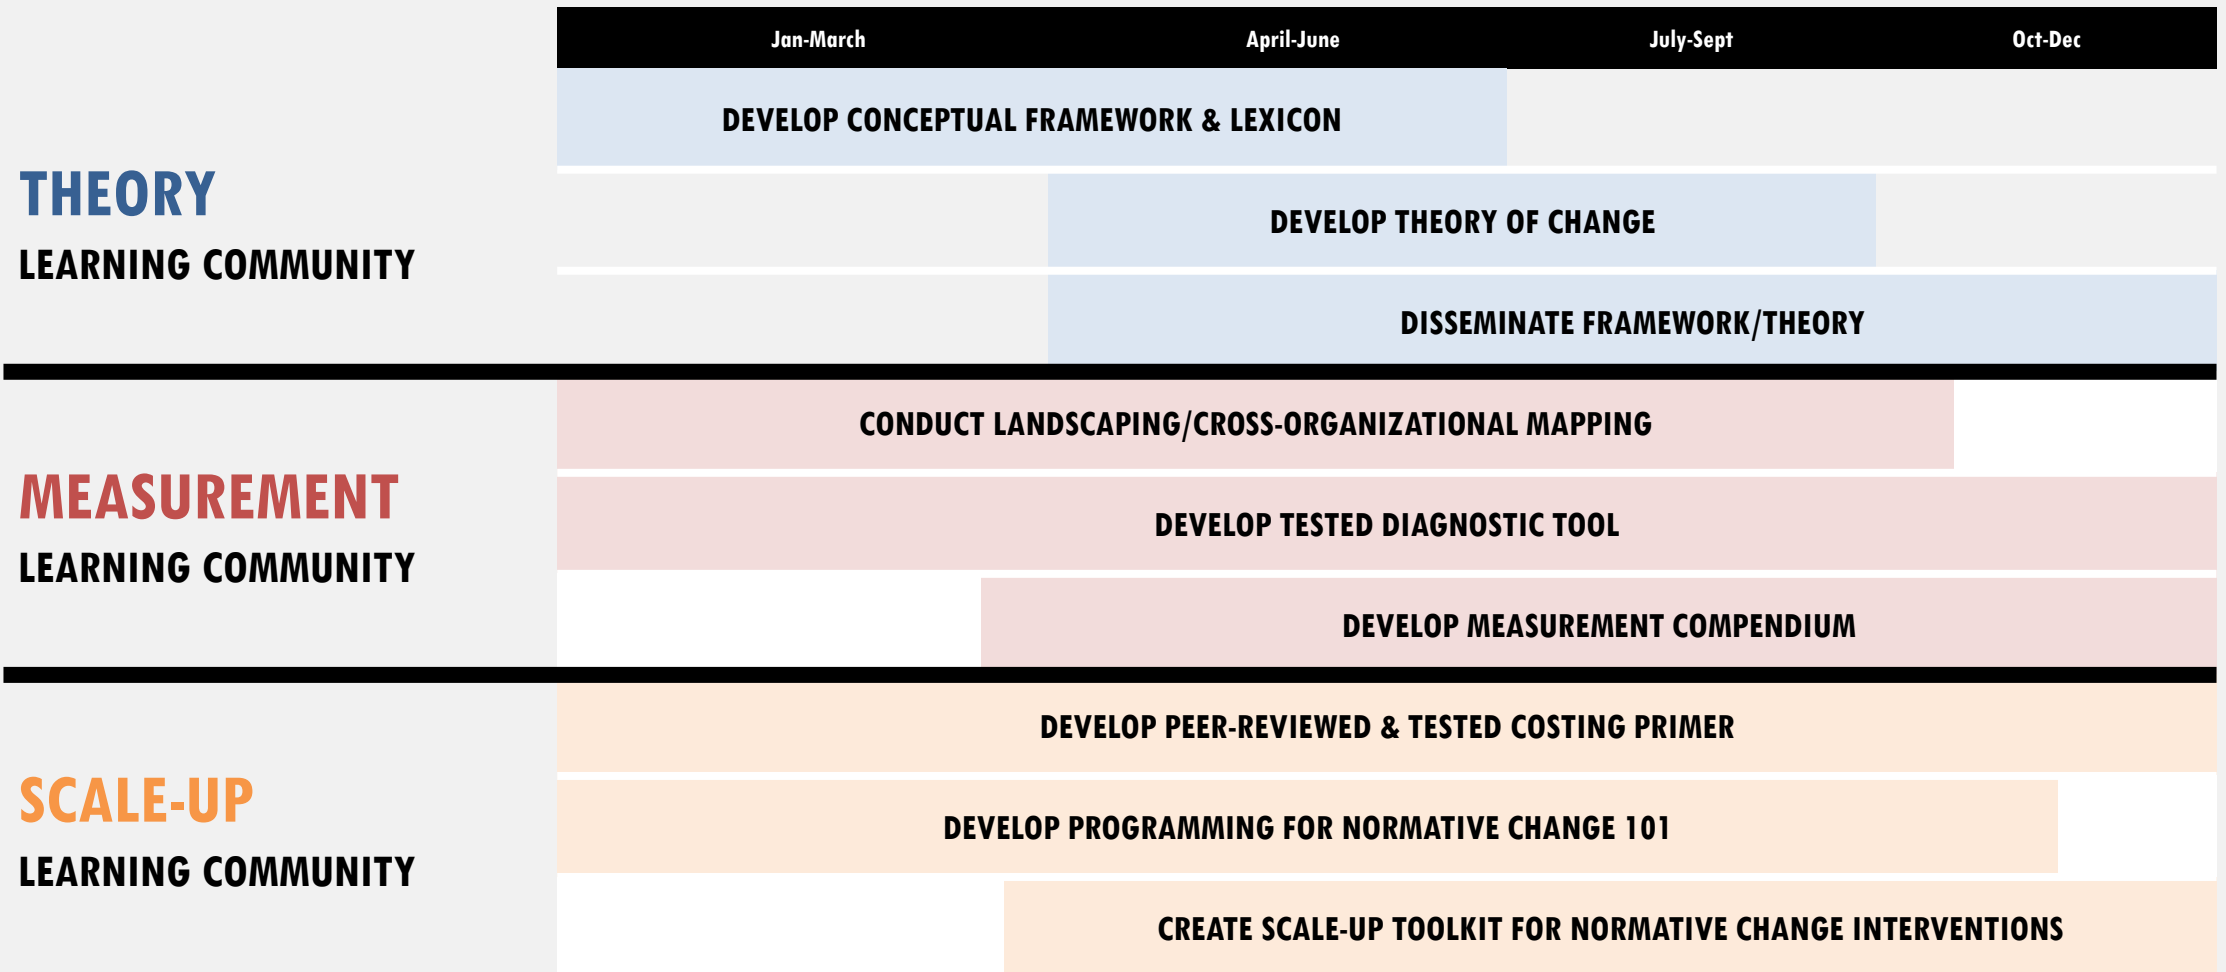 Jan-March
April-June
July-Sept
Oct-Dec
THEORY
LEARNING COMMUNITY
DEVELOP CONCEPTUAL FRAMEWORK & LEXICON
DEVELOP THEORY OF CHANGE
DISSEMINATE FRAMEWORK/THEORY
MEASUREMENT
LEARNING COMMUNITY
CONDUCT LANDSCAPING/CROSS-ORGANIZATIONAL MAPPING
DEVELOP TESTED DIAGNOSTIC TOOL
DEVELOP MEASUREMENT COMPENDIUM
SCALE-UP
LEARNING COMMUNITY
DEVELOP PEER-REVIEWED & TESTED COSTING PRIMER
DEVELOP PROGRAMMING FOR NORMATIVE CHANGE 101
CREATE SCALE-UP TOOLKIT FOR NORMATIVE CHANGE INTERVENTIONS